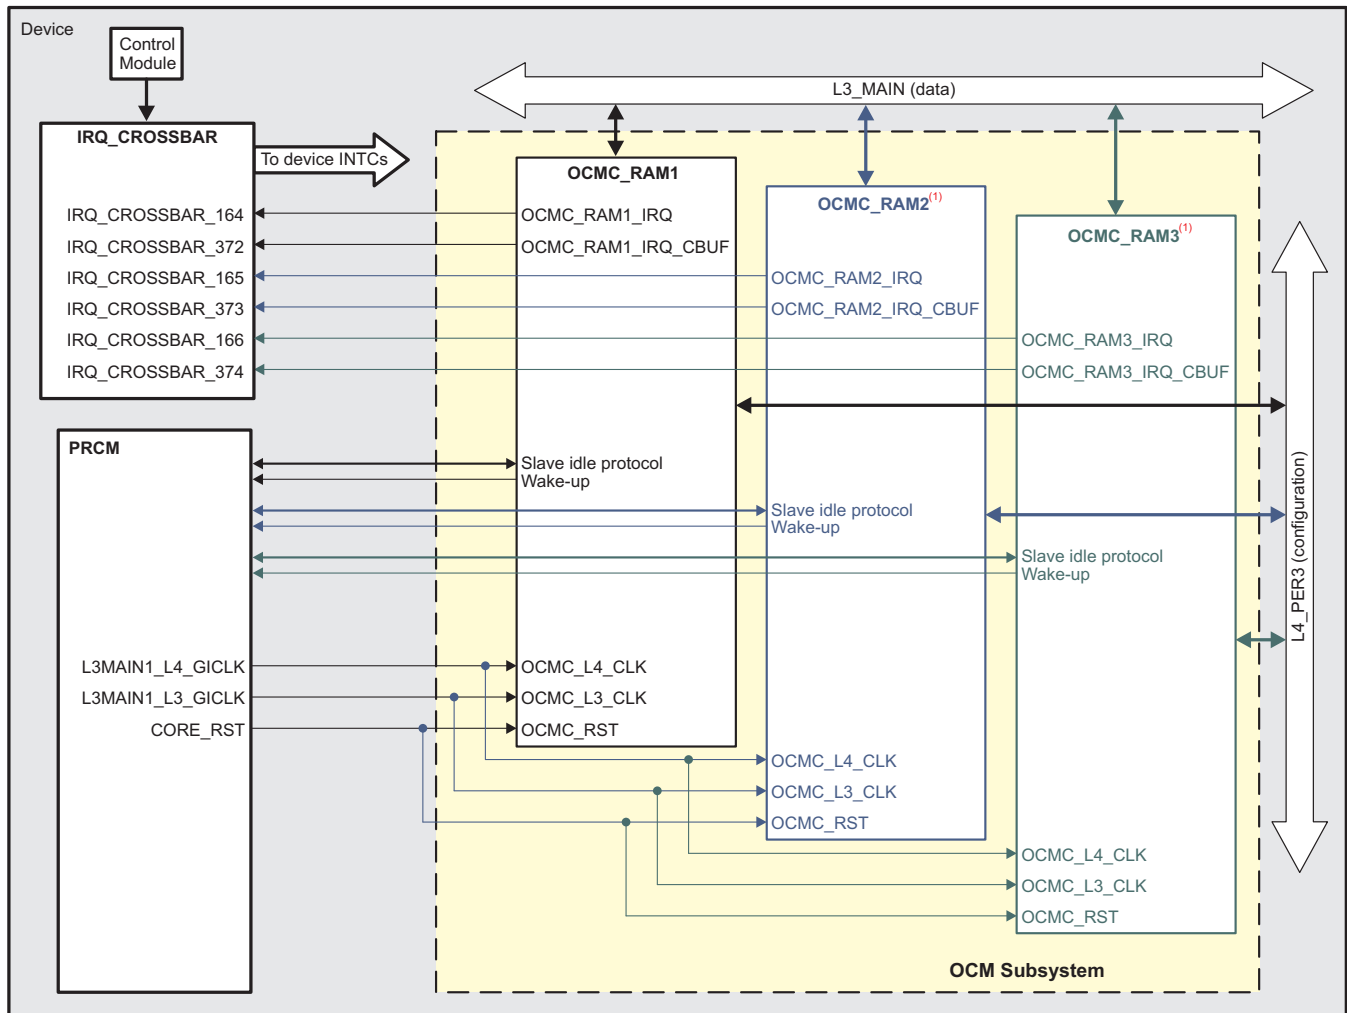 Device
Control
Module
L3_MAIN (data)
IRQ_CROSSBAR
To device INTCs
OCMC_RAM1
OCMC_RAM2(1)
OCMC_RAM3(1)
IRQ_CROSSBAR_164
IRQ_CROSSBAR_372
IRQ_CROSSBAR_165
IRQ_CROSSBAR_373
IRQ_CROSSBAR_166
IRQ_CROSSBAR_374
OCMC_RAM1_IRQ
OCMC_RAM1_IRQ_CBUF
OCMC_RAM2_IRQ
OCMC_RAM2_IRQ_CBUF
OCMC_RAM3_IRQ
OCMC_RAM3_IRQ_CBUF
L4_PER3 (configuration)
PRCM
Slave idle protocol
Wake-up
Slave idle protocol
Wake-up
Slave idle protocol
Wake-up
L3MAIN1_L4_GICLK
L3MAIN1_L3_GICLK
CORE_RST
OCMC_L4_CLK
OCMC_L3_CLK
OCMC_RST
OCMC_L4_CLK
OCMC_L3_CLK
OCMC_RST
OCMC_L4_CLK
OCMC_L3_CLK
OCMC_RST
OCM Subsystem